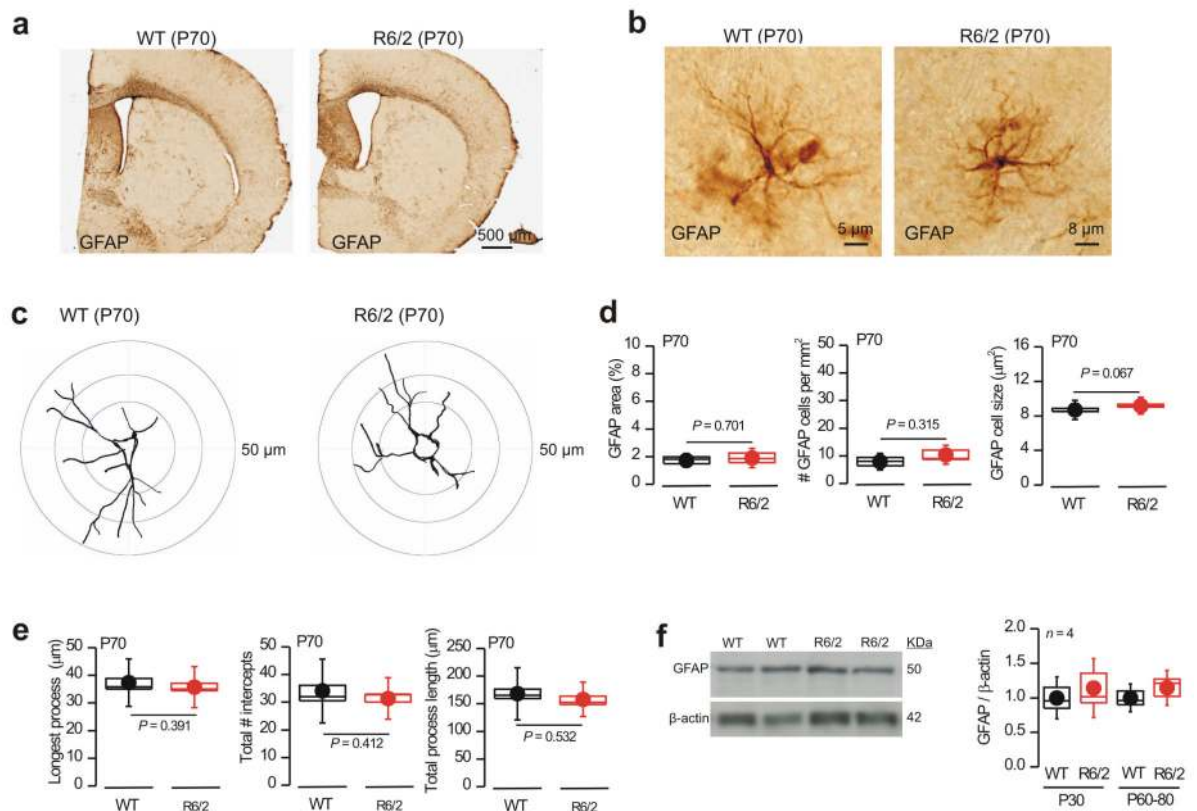 a
WT (P70)
R6/2 (P70)
GFAP
GFAP
500 µm
b
WT (P70)
R6/2 (P70)
GFAP
5 µm
GFAP
8 µm
c
WT (P70)
R6/2 (P70)
50 µm
50 µm
d
P70
GFAP area (%)
10
8
6
4
2
0
P = 0.701
WT
R6/2
P70
# GFAP cells per mm²
50
40
30
20
10
0
P = 0.315
WT
R6/2
P70
GFAP cell size (µm²)
16
12
8
4
0
P = 0.067
WT
R6/2
e
P70
Longest process (µm)
50
40
30
20
10
0
P = 0.391
WT
R6/2
P70
Total # intercepts
50
40
30
20
10
0
P = 0.412
WT
R6/2
P70
Total process length (µm)
250
200
150
100
50
0
P = 0.532
WT
R6/2
f
WT WT R6/2 R6/2 KDa
GFAP 50
β-actin 42
n = 4
GFAP / β-actin
2.0
1.5
1.0
0.5
0.0
WT R6/2 WT R6/2
P30 P60-80